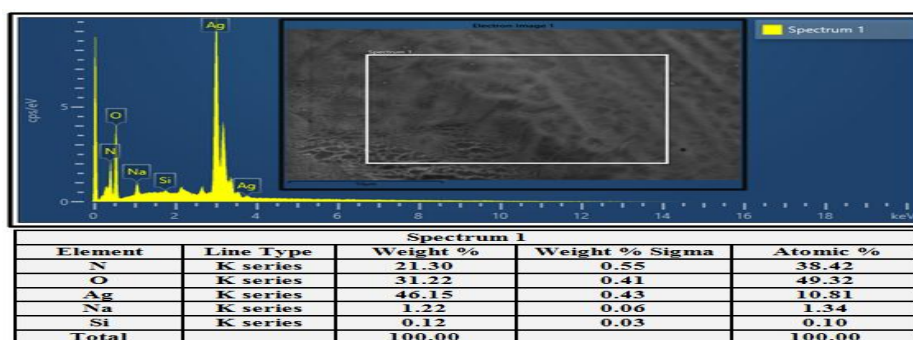 Electron Image 1
Spectrum 1
Spectrum 1
Ag
O
N
Na
Si
Ag
cps/eV
5
0
0 2 4 6 8 10 12 14 16 18 keV
Spectrum 1
Element Line Type Weight % Weight % Sigma Atomic %
N K series 21.30 0.55 38.42
O K series 31.22 0.41 49.32
Ag K series 46.15 0.43 10.81
Na K series 1.22 0.06 1.34
Si K series 0.12 0.03 0.10
Total 100.00 100.00